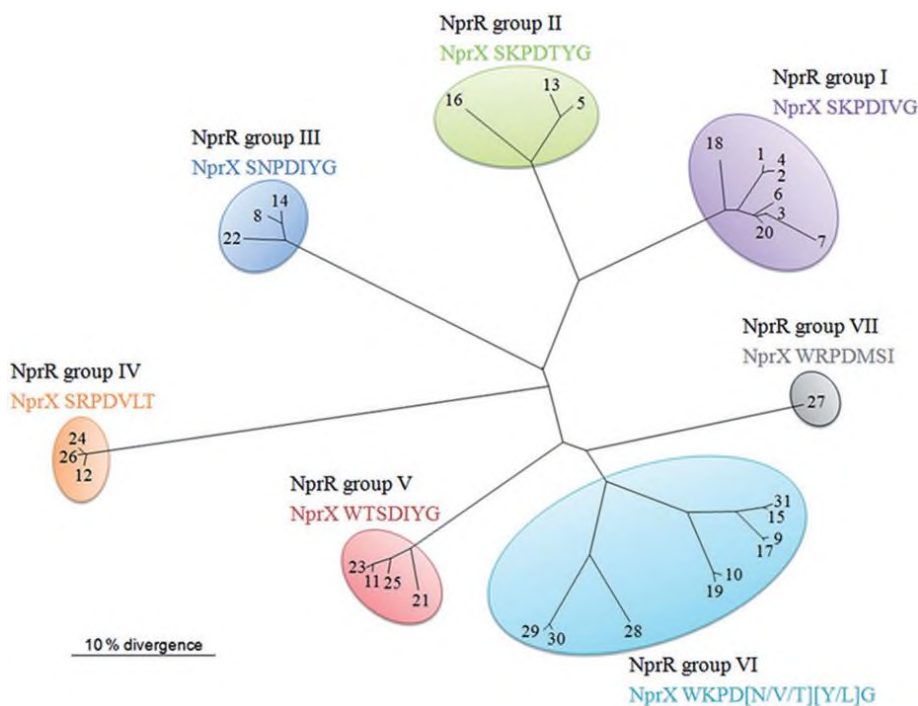 NprR group II
NprX SKPDTYG
16
13
5
NprR group I
NprX SKPDIVG
18
1
4
2
6
3
20
7
NprR group III
NprX SNPDIYG
14
8
22
NprR group VII
NprX WRPDMSI
27
NprR group IV
NprX SRPDVLT
24
26
12
NprR group V
NprX WTSDIYG
23
11
25
21
31
15
9
17
10
19
29
30
28
NprR group VI
NprX WKPD[N/V/T][Y/L]G
10 % divergence